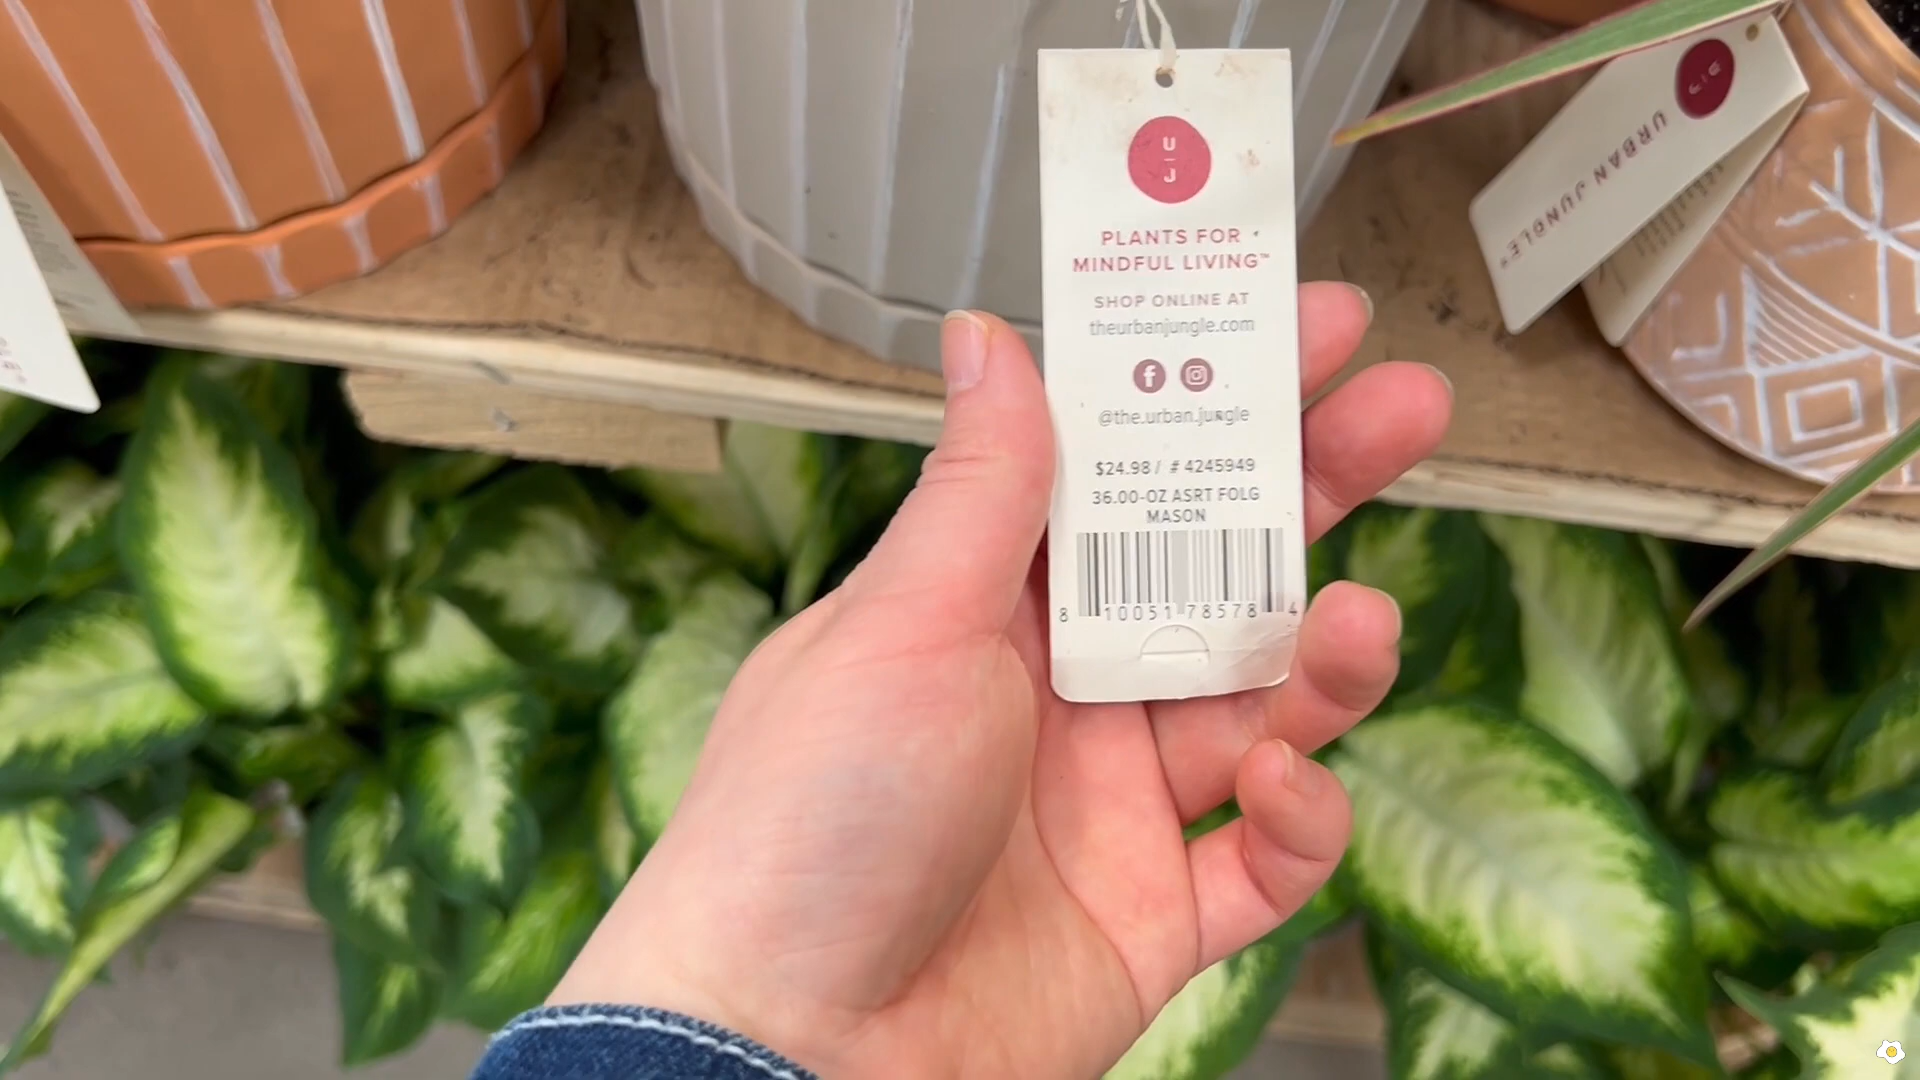 U
J
PLANTS FOR
MINDFUL LIVING™
SHOP ONLINE AT
theurbanjungle.com
@the.urban.jungle
$24.98 / # 4245949
36.00-OZ ASRT FOLG
MASON
8 10051 78578 4
U
J
URBAN JUNGLE